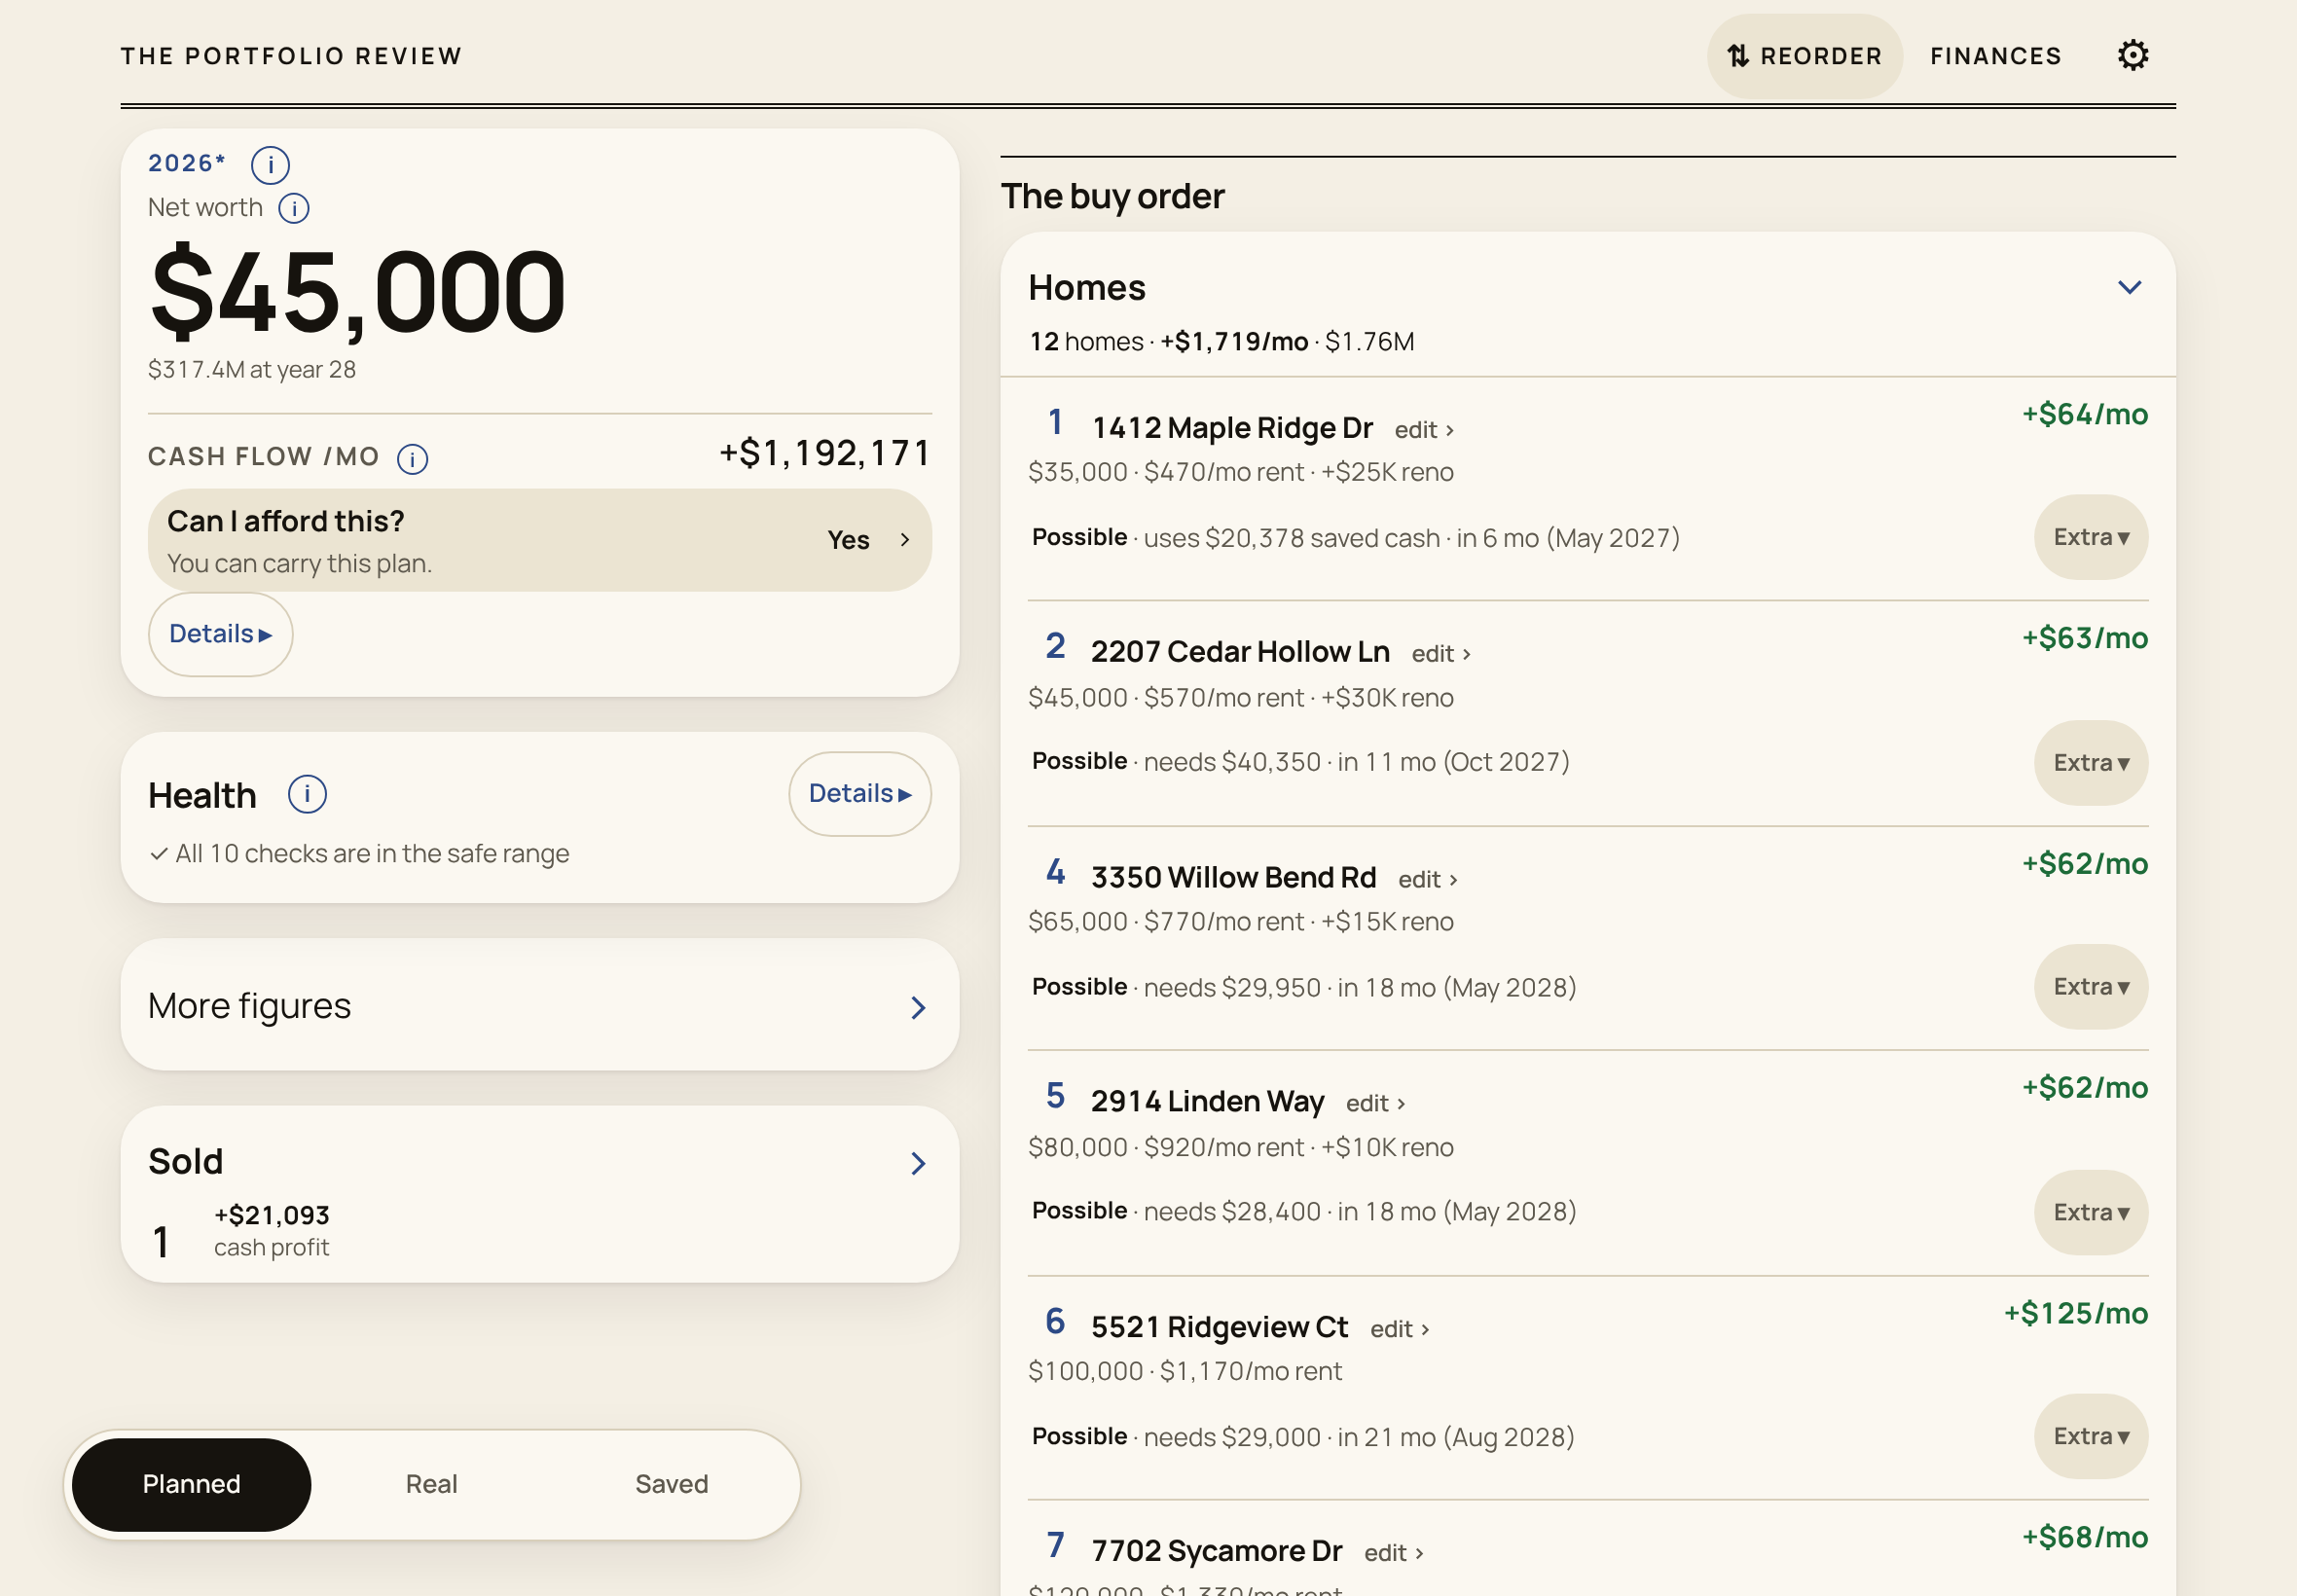 THE PORTFOLIO REVIEW
⇅ REORDER FINANCES ⚙
2026* i
Net worth i
$45,000
$317.4M at year 28
CASH FLOW /MO i +$1,192,171
Can I afford this?
You can carry this plan.
Yes ›
Details ▸
Health i Details ▸
✓ All 10 checks are in the safe range
More figures
Sold
1 +$21,093
cash profit
Planned Real Saved
The buy order
Homes
12 homes · +$1,719/mo · $1.76M
1 1412 Maple Ridge Dr edit › +$64/mo
$35,000 · $470/mo rent · +$25K reno
Possible · uses $20,378 saved cash · in 6 mo (May 2027) Extra ▾
2 2207 Cedar Hollow Ln edit › +$63/mo
$45,000 · $570/mo rent · +$30K reno
Possible · needs $40,350 · in 11 mo (Oct 2027) Extra ▾
4 3350 Willow Bend Rd edit › +$62/mo
$65,000 · $770/mo rent · +$15K reno
Possible · needs $29,950 · in 18 mo (May 2028) Extra ▾
5 2914 Linden Way edit › +$62/mo
$80,000 · $920/mo rent · +$10K reno
Possible · needs $28,400 · in 18 mo (May 2028) Extra ▾
6 5521 Ridgeview Ct edit › +$125/mo
$100,000 · $1,170/mo rent
Possible · needs $29,000 · in 21 mo (Aug 2028) Extra ▾
7 7702 Sycamore Dr edit › +$68/mo